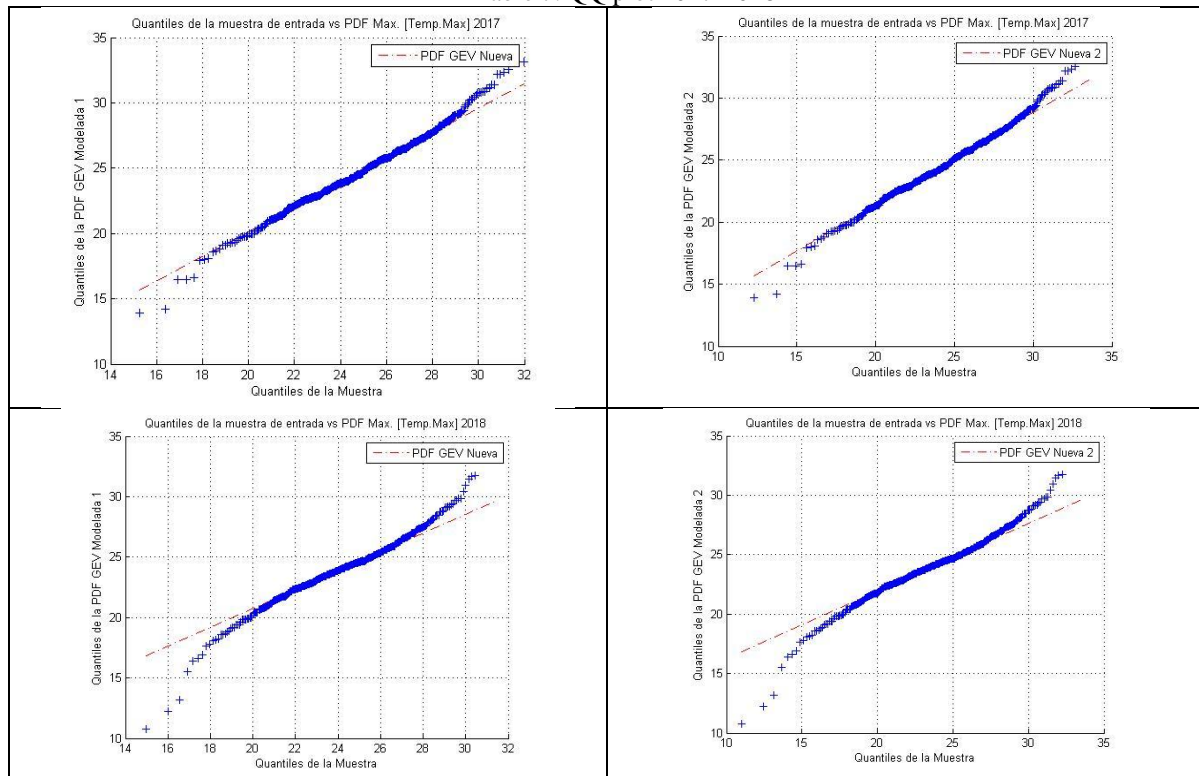 Quantiles de la muestra de entrada vs PDF Max. [Temp.Max] 2017
35
30
25
20
15
10
Quantiles de la PDF GEV Modelada 1
PDF GEV Nueva
14 16 18 20 22 24 26 28 30 32
Quantiles de la Muestra
Quantiles de la muestra de entrada vs PDF Max. [Temp.Max] 2017
35
30
25
20
15
10
Quantiles de la PDF GEV Modelada 2
PDF GEV Nueva 2
10 15 20 25 30 35
Quantiles de la Muestra
Quantiles de la muestra de entrada vs PDF Max. [Temp.Max] 2018
35
30
25
20
15
10
Quantiles de la PDF GEV Modelada 1
PDF GEV Nueva
14 16 18 20 22 24 26 28 30 32
Quantiles de la Muestra
Quantiles de la muestra de entrada vs PDF Max. [Temp.Max] 2018
35
30
25
20
15
10
Quantiles de la PDF GEV Modelada 2
PDF GEV Nueva 2
10 15 20 25 30 35
Quantiles de la Muestra